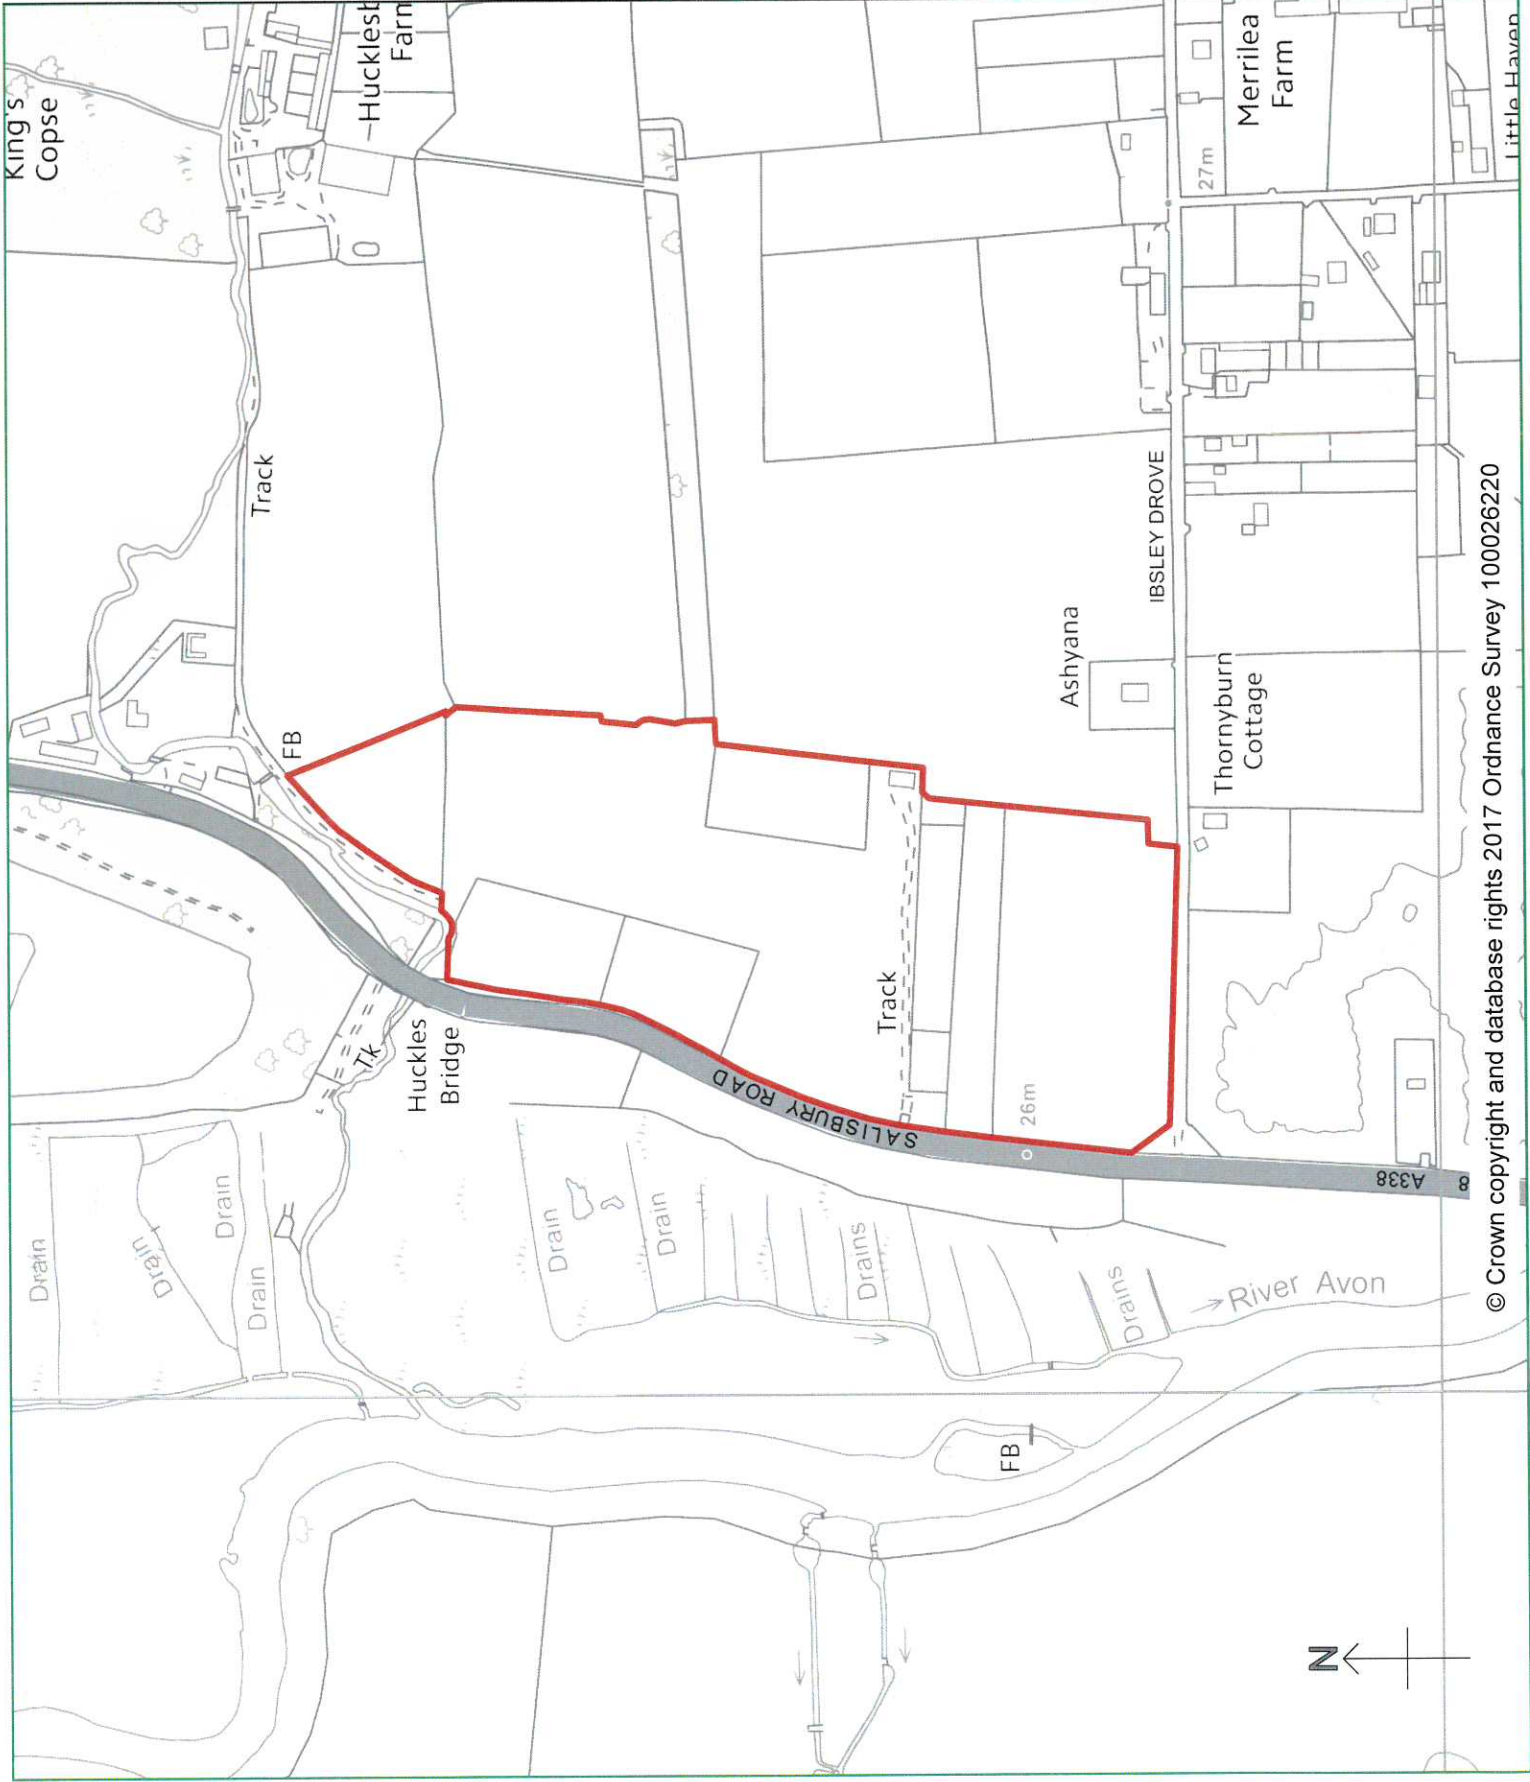 King's
Copse
Track
FB
Huckles
Bridge
Tk
Drain
Drain
Drain
Drain
Drain
Drain
Drains
Drains
River Avon
FB
SALISBURY ROAD
26m
A338
8
Track
Ashyana
IBSLEY DROVE
Thornyburn
Cottage
27m
Merrilea
Farm
Little Haven
N
© Crown copyright and database rights 2017 Ordnance Survey 100026220